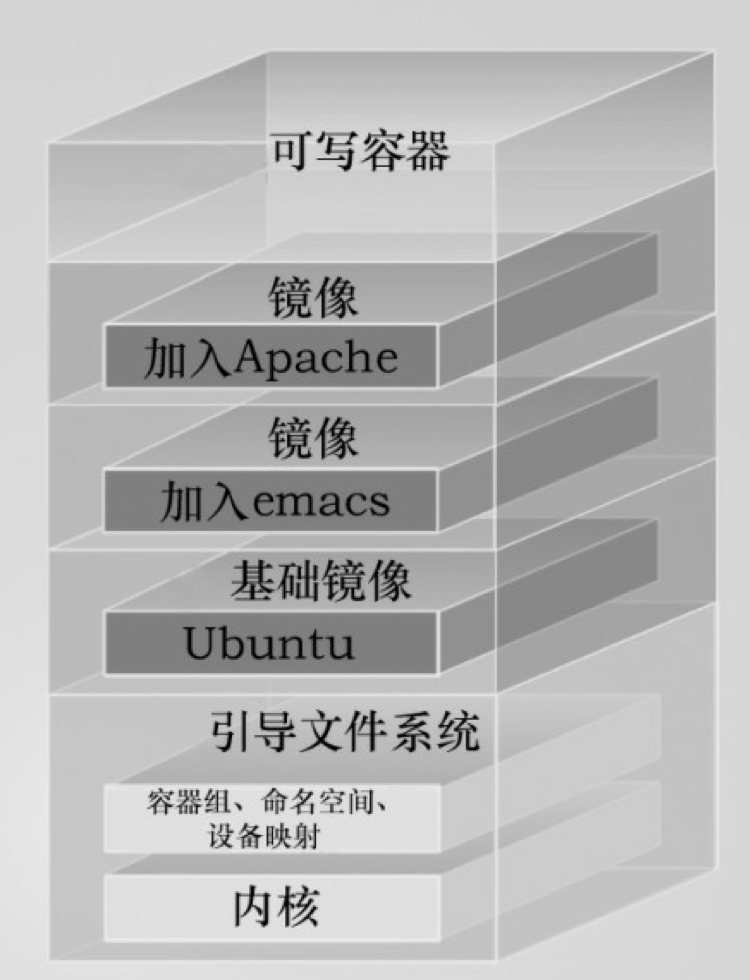 可写容器
镜像
加入Apache
镜像
加入emacs
基础镜像
Ubuntu
引导文件系统
容器组、命名空间、
设备映射
内核